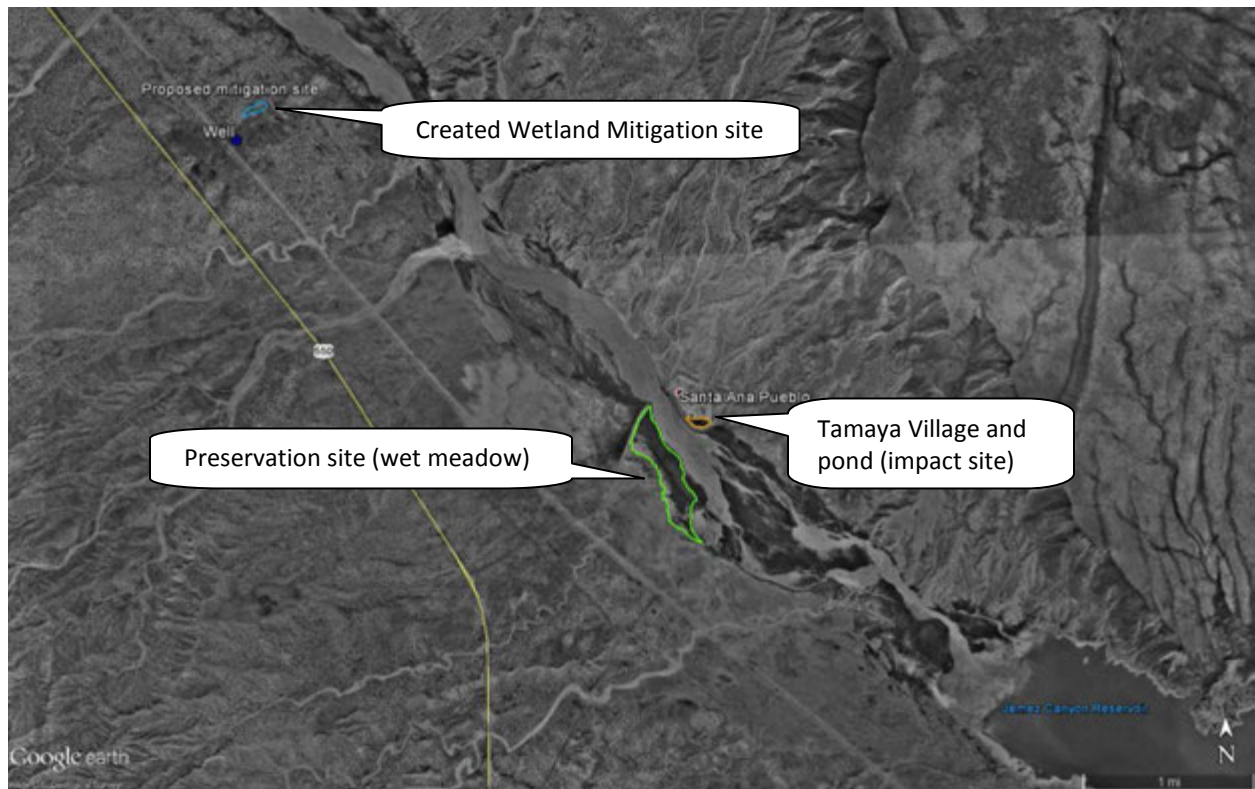 Proposed mitigation site
Created Wetland Mitigation site
Well
Santa Ana Pueblo
Tamaya Village and
pond (impact site)
Preservation site (wet meadow)
Jemez Canyon Reservoir
N
Google earth
1 mi